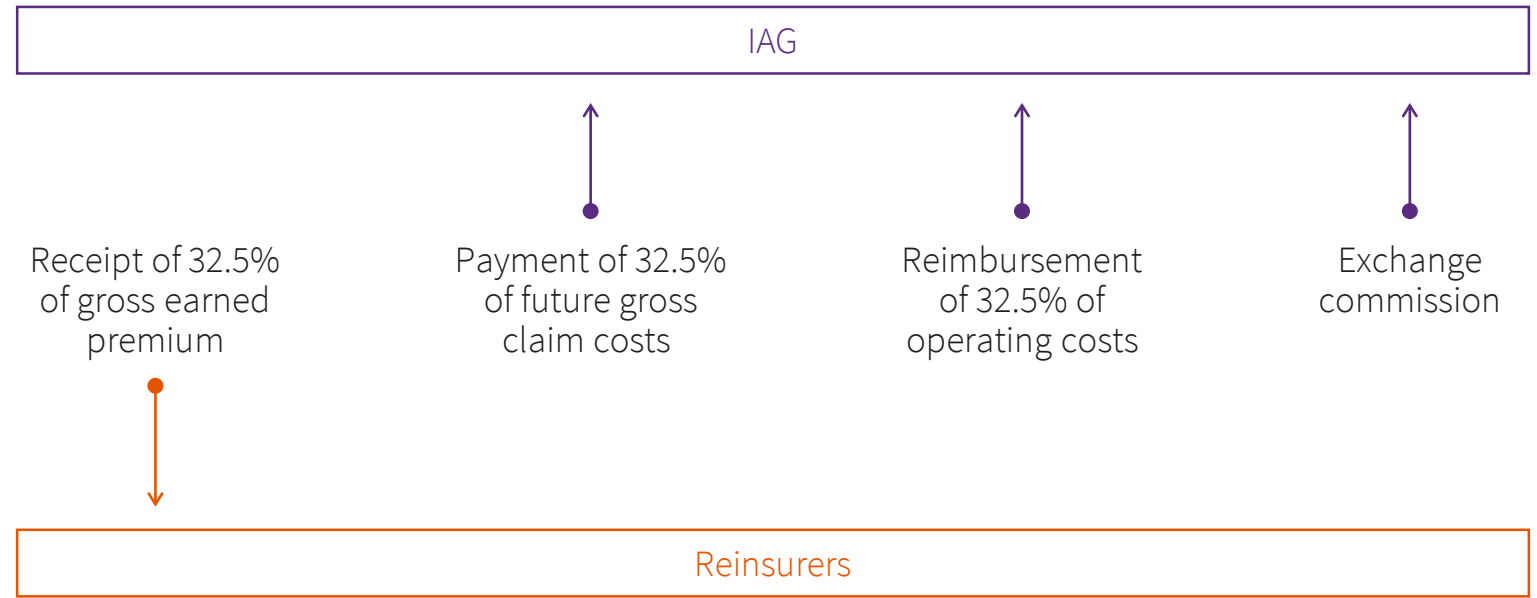 IAG
Receipt of 32.5%
of gross earned
premium
Payment of 32.5%
of future gross
claim costs
Reimbursement
of 32.5% of
operating costs
Exchange
commission
Reinsurers